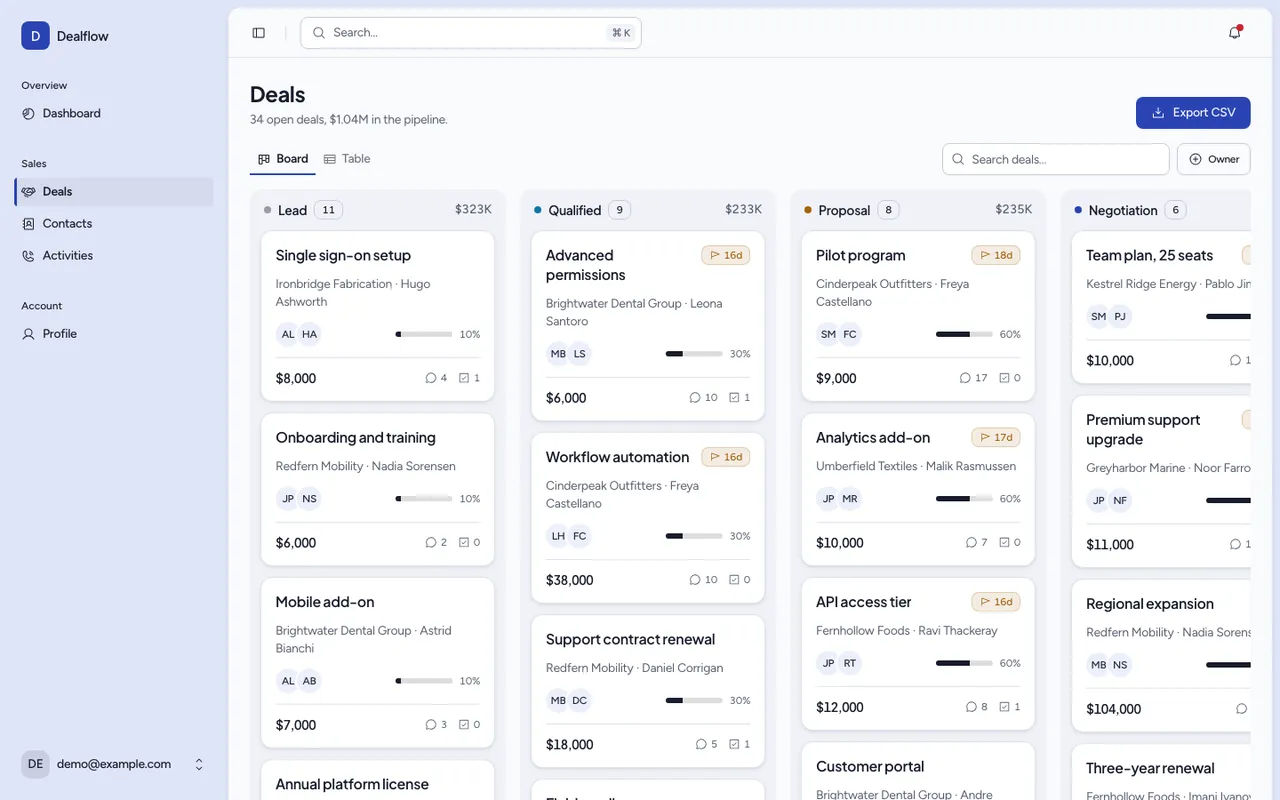 D Dealflow
Overview
Dashboard
Sales
Deals
Contacts
Activities
Account
Profile
DE demo@example.com
Search... ⌘ K
Deals
34 open deals, $1.04M in the pipeline.
Export CSV
Board Table
Search deals...
Owner
Lead 11 $323K
Single sign-on setup
Ironbridge Fabrication · Hugo
Ashworth
AL HA 10%
$8,000 4 1
Onboarding and training
Redfern Mobility · Nadia Sorensen
JP NS 10%
$6,000 2 0
Mobile add-on
Brightwater Dental Group · Astrid
Bianchi
AL AB 10%
$7,000 3 0
Annual platform license
Qualified 9 $233K
Advanced 16d
permissions
Brightwater Dental Group · Leona
Santoro
MB LS 30%
$6,000 10 1
Workflow automation 16d
Cinderpeak Outfitters · Freya
Castellano
LH FC 30%
$38,000 10 0
Support contract renewal
Redfern Mobility · Daniel Corrigan
MB DC 30%
$18,000 5 1
Proposal 8 $235K
Pilot program 18d
Cinderpeak Outfitters · Freya
Castellano
SM FC 60%
$9,000 17 0
Analytics add-on 17d
Umberfield Textiles · Malik Rasmussen
JP MR 60%
$10,000 7 0
API access tier 16d
Fernhollow Foods · Ravi Thackeray
JP RT 60%
$12,000 8 1
Customer portal
Brightwater Dental Group · Andre
Negotiation 6
Team plan, 25 seats
Kestrel Ridge Energy · Pablo
SM PJ
$10,000
Premium support
upgrade
Greyharbor Marine · Noor
JP NF
$11,000
Regional expansion
Redfern Mobility · Nadia
MB NS
$104,000
Three-year renewal
Fernhollow Foods · Imani